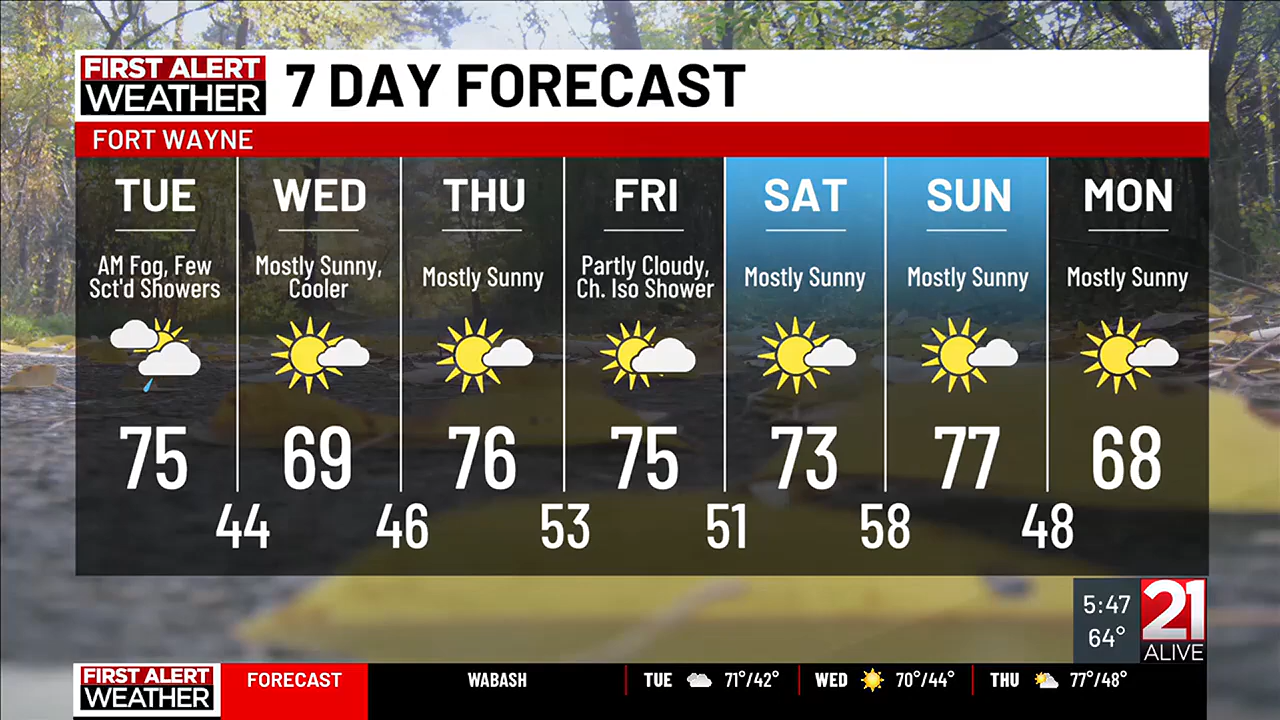 FIRST ALERT
WEATHER
7 DAY FORECAST
FORT WAYNE
TUE
WED
THU
FRI
SAT
SUN
MON
AM Fog, Few
Sct'd Showers
Mostly Sunny,
Cooler
Mostly Sunny
Partly Cloudy,
Ch. Iso Shower
Mostly Sunny
Mostly Sunny
Mostly Sunny
75
69
76
75
73
77
68
44
46
53
51
58
48
5:47
64°
21
ALIVE
FIRST ALERT
WEATHER
FORECAST
WABASH
TUE 71°/42°
WED 70°/44°
THU 77°/48°